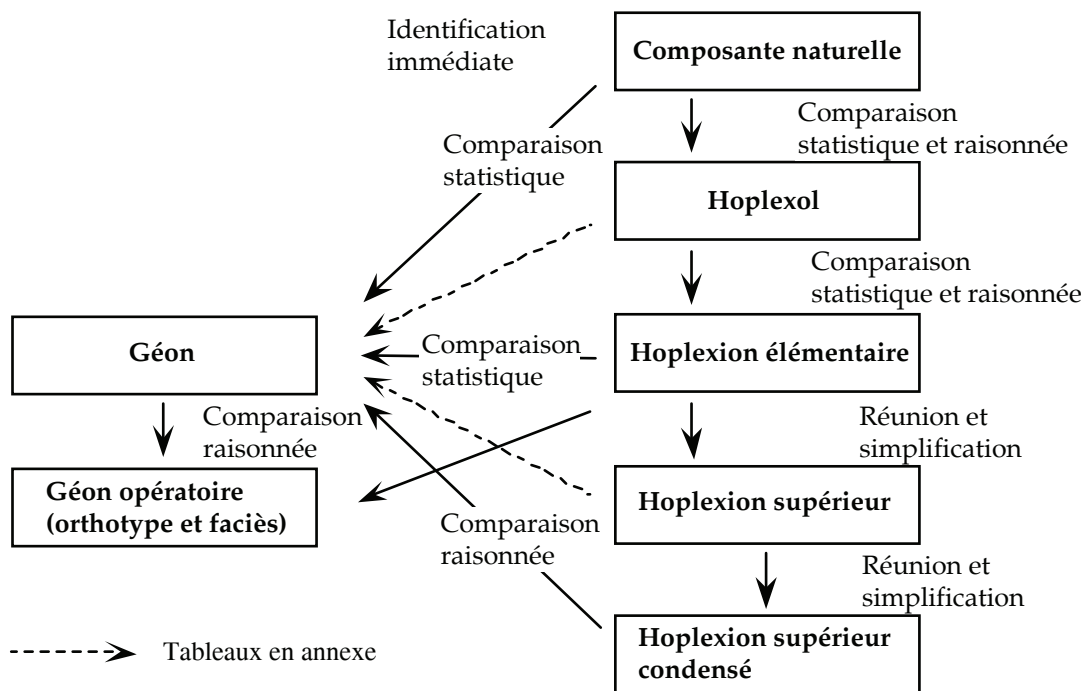 Identification
immédiate
Composante naturelle
Comparaison
statistique et raisonnée
Comparaison
statistique
Hoplexol
Comparaison
statistique et raisonnée
Géon
Comparaison
statistique
Hoplexion élémentaire
Comparaison
raisonnée
Réunion et
simplification
Géon opératoire
(orthotype et faciès)
Hoplexion supérieur
Comparaison
raisonnée
Réunion et
simplification
Hoplexion supérieur
condensé
Tableaux en annexe